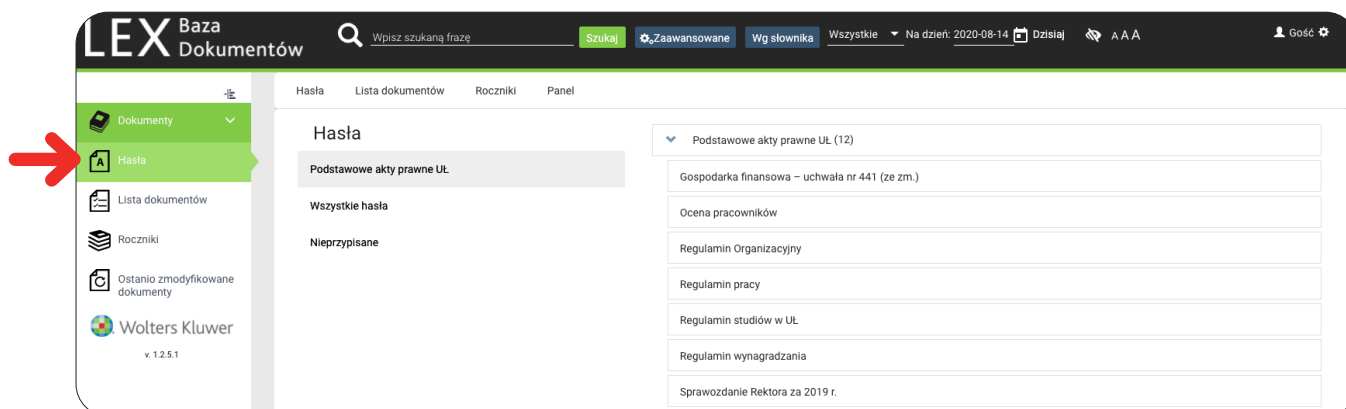 LEX Baza Dokumentów
Wpisz szukaną frazę
Szukaj
Zaawansowane
Wg słownika
Wszystkie
Na dzień: 2020-08-14
Dzisiaj
A A A
Gość
Hasła
Lista dokumentów
Roczniki
Panel
Dokumenty
A Hasła
Lista dokumentów
Roczniki
Ostanio zmodyfikowane
dokumenty
Wolters Kluwer
v. 1.2.5.1
Hasła
Podstawowe akty prawne UŁ
Wszystkie hasła
Nieprzypisane
Podstawowe akty prawne UŁ (12)
Gospodarka finansowa – uchwała nr 441 (ze zm.)
Ocena pracowników
Regulamin Organizacyjny
Regulamin pracy
Regulamin studiów w UŁ
Regulamin wynagradzania
Sprawozdanie Rektora za 2019 r.